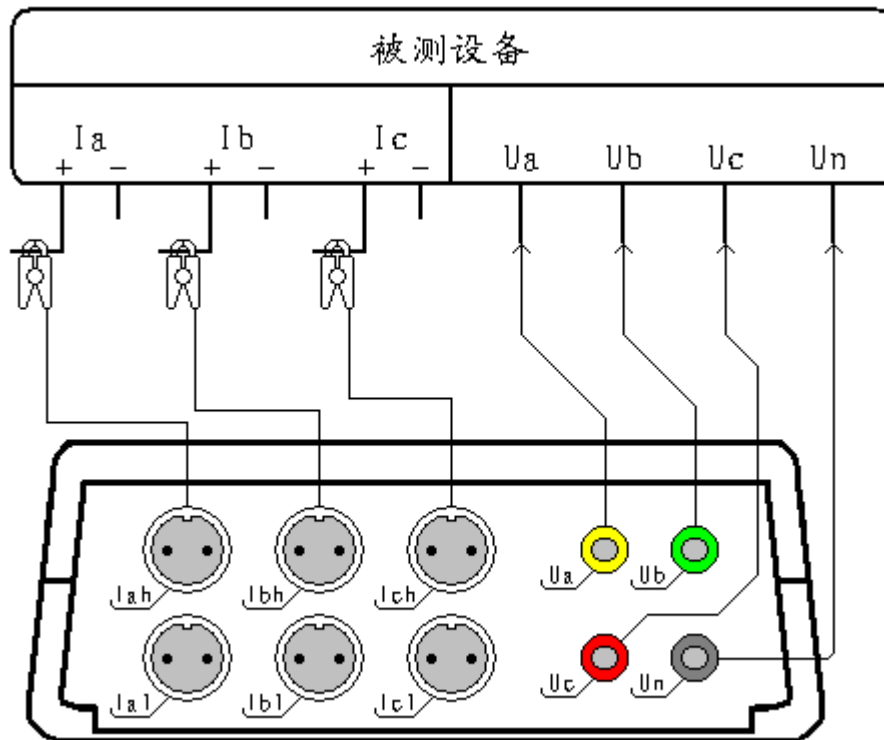 被测设备
Ia Ib Ic
+ − + − + −
Ua Ub Uc Un
Iah Ibh Ich Ua Ub
Ial Ibl Icl Uc Un